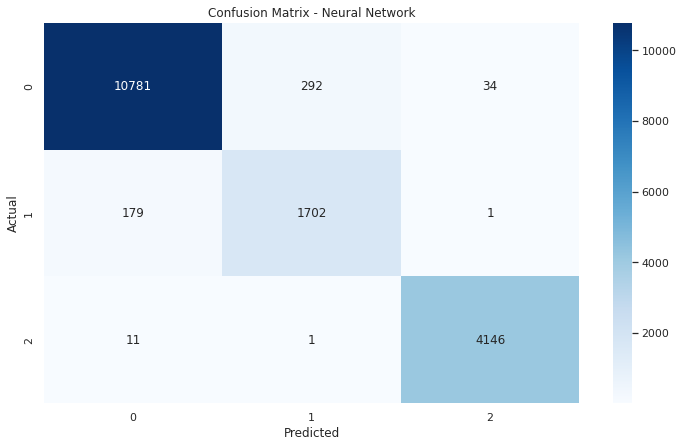 Confusion Matrix - Neural Network
10000
8000
6000
4000
2000
Actual
0
1
2
10781 292 34
179 1702 1
11 1 4146
0 1 2
Predicted